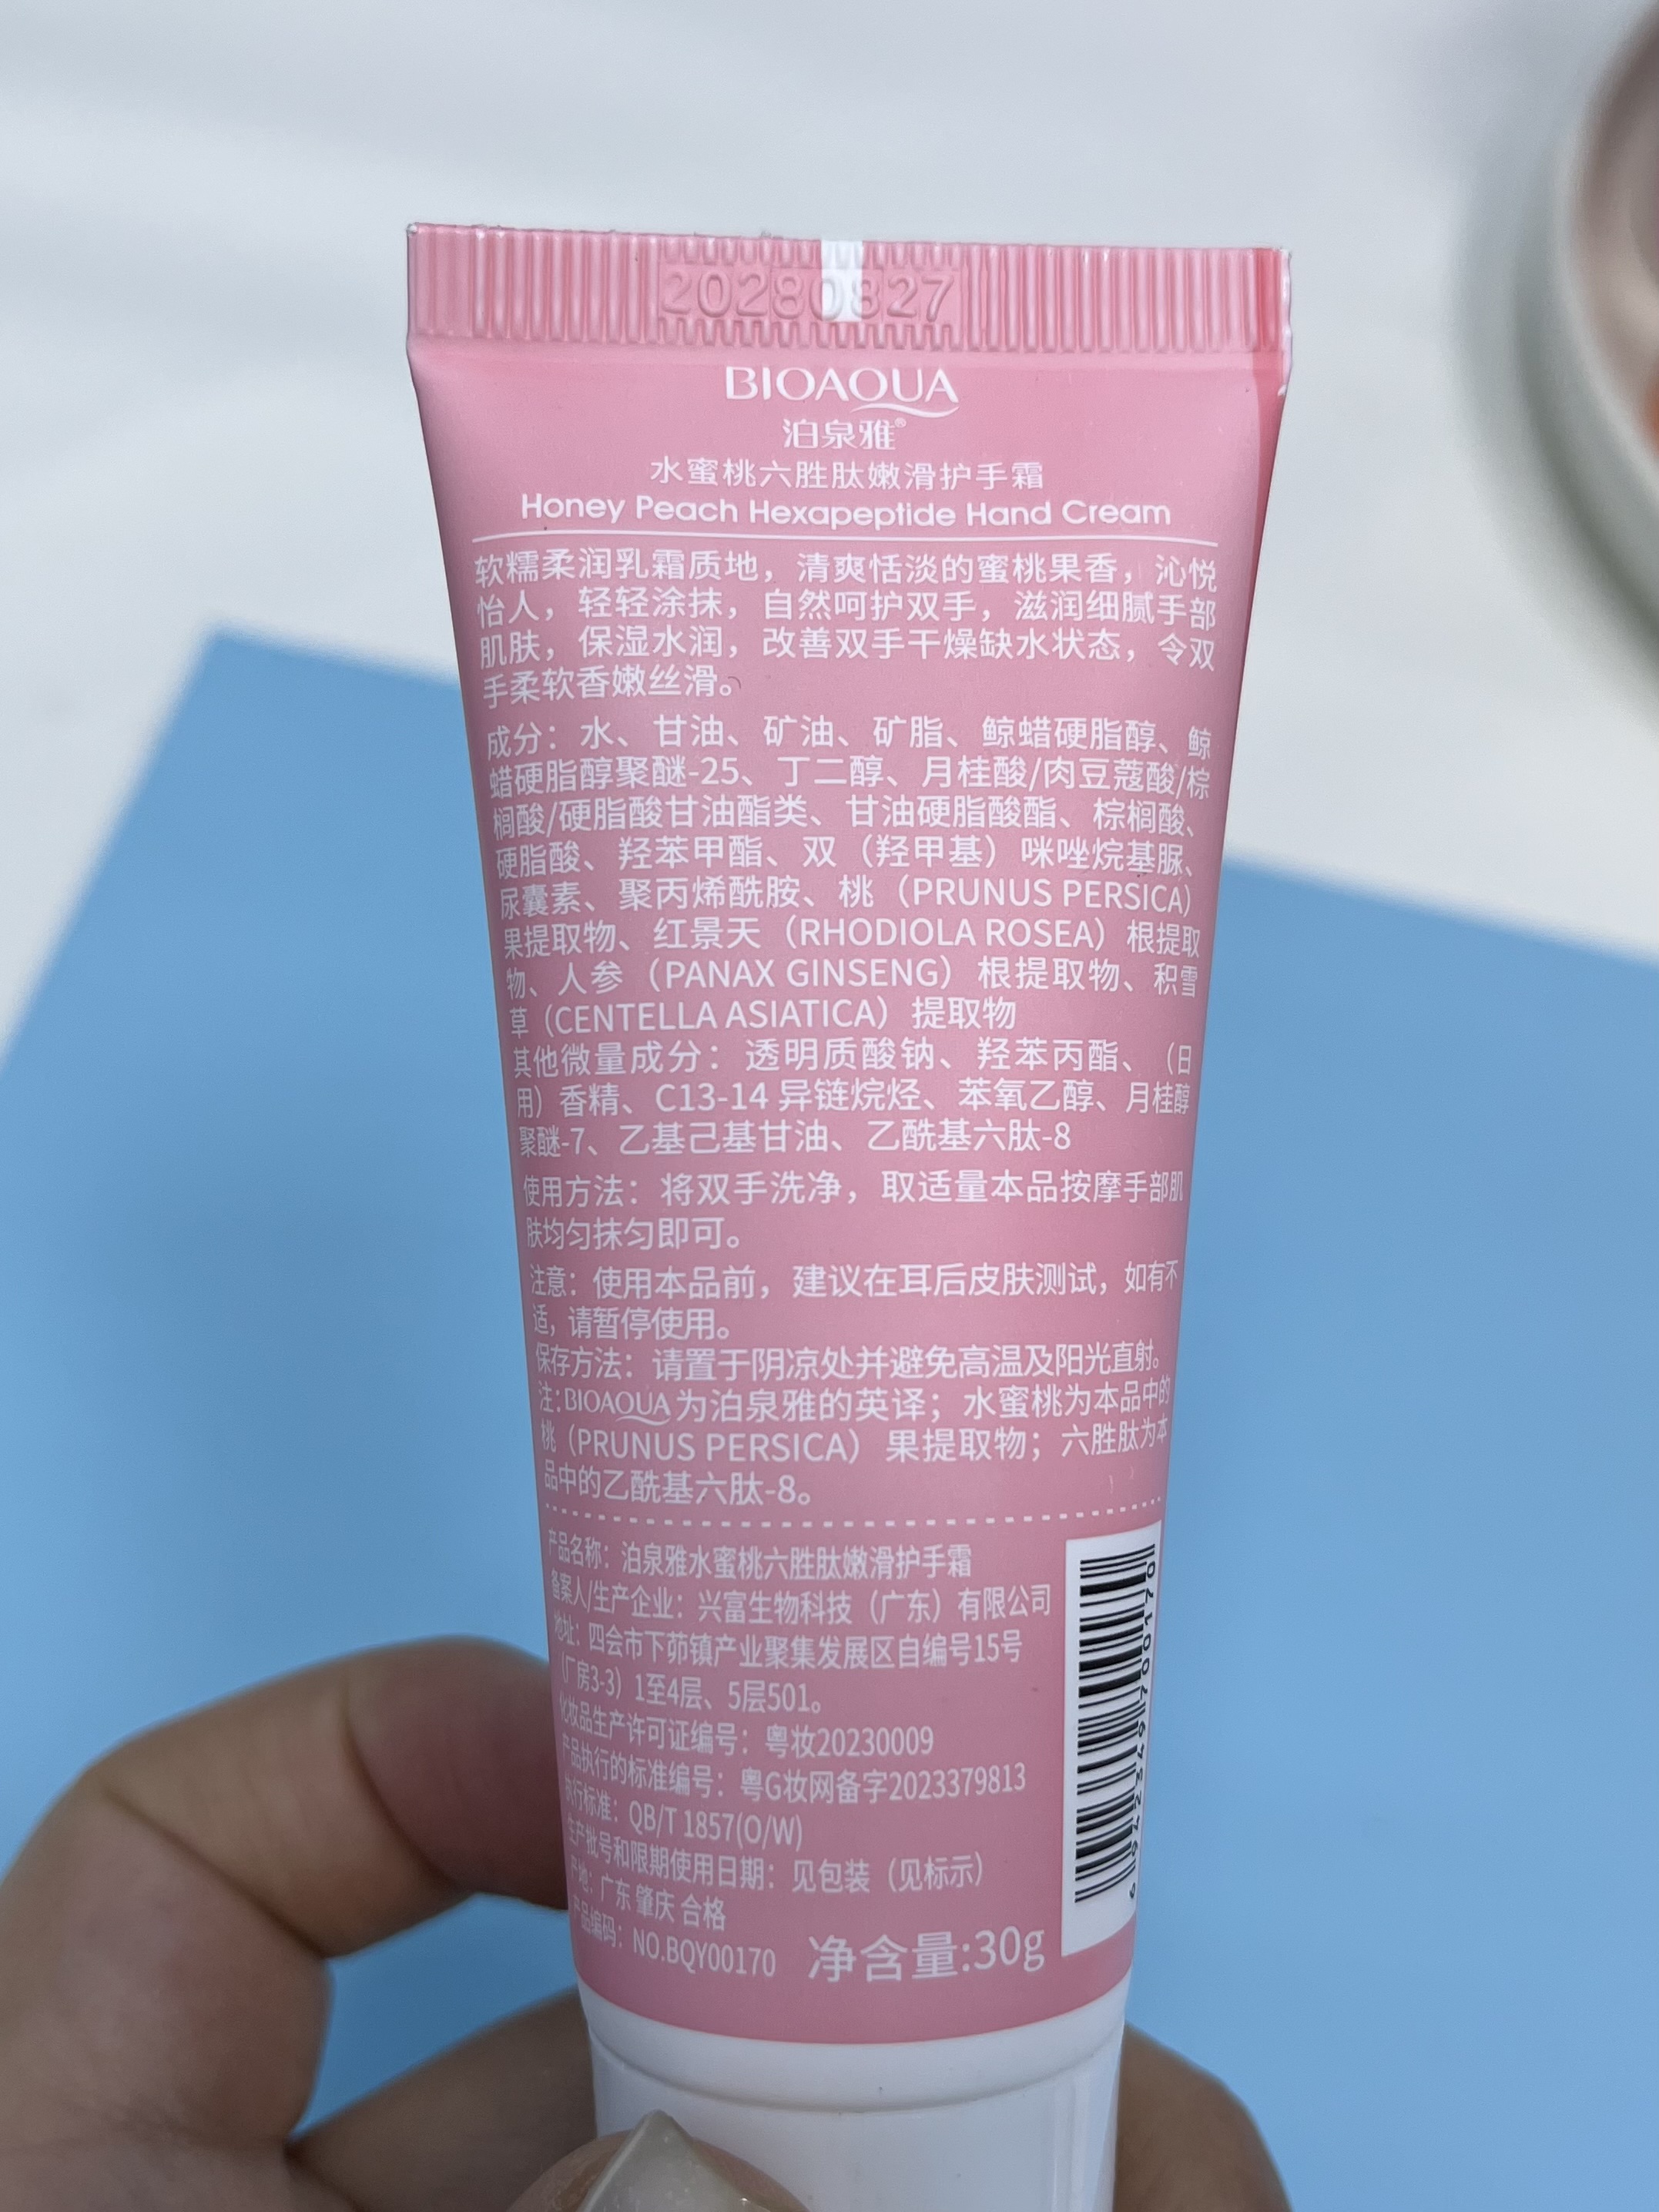 20280827
BIOAQUA
泊泉雅®
水蜜桃六胜肽嫩滑护手霜
Honey Peach Hexapeptide Hand Cream
软糯柔润乳霜质地，清爽恬淡的蜜桃果香，沁悦
怡人，轻轻涂抹，自然呵护双手，滋润细腻手部
肌肤，保湿水润，改善双手干燥缺水状态，令双
手柔软香嫩丝滑。
成分：水、甘油、矿油、矿脂、鲸蜡硬脂醇、鲸
蜡硬脂醇聚醚-25、丁二醇、月桂酸/肉豆蔻酸/棕
榈酸/硬脂酸甘油酯类、甘油硬脂酸酯、棕榈酸、
硬脂酸、羟苯甲酯、双（羟甲基）咪唑烷基脲、
尿囊素、聚丙烯酰胺、桃（PRUNUS PERSICA）
果提取物、红景天（RHODIOLA ROSEA）根提取
物、人参（PANAX GINSENG）根提取物、积雪
草（CENTELLA ASIATICA）提取物
其他微量成分：透明质酸钠、羟苯丙酯、（日
用）香精、C13-14 异链烷烃、苯氧乙醇、月桂醇
聚醚-7、乙基己基甘油、乙酰基六肽-8
使用方法：将双手洗净，取适量本品按摩手部肌
肤均匀抹匀即可。
注意：使用本品前，建议在耳后皮肤测试，如有不
适，请暂停使用。
保存方法：请置于阴凉处并避免高温及阳光直射。
注:BIOAQUA为泊泉雅的英译；水蜜桃为本品中的
桃（PRUNUS PERSICA）果提取物；六胜肽为本
品中的乙酰基六肽-8。
产品名称：泊泉雅水蜜桃六胜肽嫩滑护手霜
备案人/生产企业：兴富生物科技（广东）有限公司
地址：四会市下茆镇产业聚集发展区自编号15号
(厂房3-3）1至4层、5层501。
化妆品生产许可证编号：粤妆20230009
产品执行的标准编号：粤G妆网备字2023379813
执行标准：QB/T 1857(O/W)
生产批号和限期使用日期：见包装（见标示）
产地：广东 肇庆 合格
产品编码：NO.BQY00170
净含量:30g
6942349700170